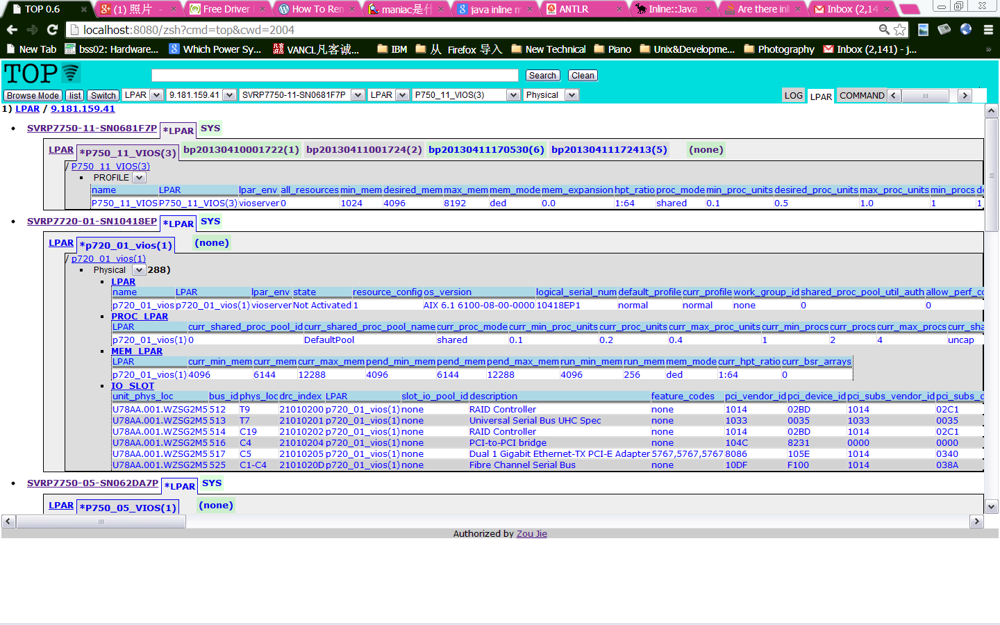 TOP 0.6 (1) 照片 - Free Driver How To Ren maniac是什 java inline m ANTLR Inline::Java Are there inl Inbox (2,14
localhost:8080/zsh?cmd=top&cwd=2004
New Tab bss02: Hardware... Which Power Sy... VANCL凡客诚... IBM 从 Firefox 导入 New Technical Piano Unix&Developme... Photography Inbox (2,141) - j... »
TOP Search Clean
Browse Mode list Switch LPAR 9.181.159.41 SVRP7750-11-SN0681F7P LPAR P750_11_VIOS(3) Physical LOG LPAR COMMAND
1) LPAR / 9.181.159.41
SVRP7750-11-SN0681F7P *LPAR SYS
LPAR *P750_11_VIOS(3) bp20130410001722(1) bp20130411001724(2) bp20130411170530(6) bp20130411172413(5) (none)
/ P750_11_VIOS(3)
PROFILE
name LPAR lpar_env all_resources min_mem desired_mem max_mem mem_mode mem_expansion hpt_ratio proc_mode min_proc_units desired_proc_units max_proc_units min_procs de
P750_11_VIOS P750_11_VIOS(3) vioserver 0 1024 4096 8192 ded 0.0 1:64 shared 0.1 0.5 1.0 1 1
SVRP7720-01-SN10418EP *LPAR SYS
LPAR *p720_01_vios(1) (none)
/ p720_01_vios(1)
Physical 288)
LPAR
name LPAR lpar_env state resource_config os_version logical_serial_num default_profile curr_profile work_group_id shared_proc_pool_util_auth allow_perf_co
p720_01_vios p720_01_vios(1) vioserver Not Activated 1 AIX 6.1 6100-08-00-0000 10418EP1 normal normal none 0 0
PROC_LPAR
LPAR curr_shared_proc_pool_id curr_shared_proc_pool_name curr_proc_mode curr_min_proc_units curr_proc_units curr_max_proc_units curr_min_procs curr_procs curr_max_procs curr_sha
p720_01_vios(1) 0 DefaultPool shared 0.1 0.2 0.4 1 2 4 uncap
MEM_LPAR
LPAR curr_min_mem curr_mem curr_max_mem pend_min_mem pend_mem pend_max_mem run_min_mem run_mem mem_mode curr_hpt_ratio curr_bsr_arrays
p720_01_vios(1) 4096 6144 12288 4096 6144 12288 4096 256 ded 1:64 0
IO_SLOT
unit_phys_loc bus_id phys_loc drc_index LPAR slot_io_pool_id description feature_codes pci_vendor_id pci_device_id pci_subs_vendor_id pci_subs_d
U78AA.001.WZSG2M5 512 T9 21010200 p720_01_vios(1) none RAID Controller none 1014 02BD 1014 02C1
U78AA.001.WZSG2M5 513 T7 21010201 p720_01_vios(1) none Universal Serial Bus UHC Spec none 1033 0035 1033 0035
U78AA.001.WZSG2M5 514 C19 21010202 p720_01_vios(1) none RAID Controller none 1014 02BD 1014 02C1
U78AA.001.WZSG2M5 516 C4 21010204 p720_01_vios(1) none PCI-to-PCI bridge none 104C 8231 0000 0000
U78AA.001.WZSG2M5 517 C5 21010205 p720_01_vios(1) none Dual 1 Gigabit Ethernet-TX PCI-E Adapter 5767,5767,5767 8086 105E 1014 0340
U78AA.001.WZSG2M5 525 C1-C4 2101020D p720_01_vios(1) none Fibre Channel Serial Bus none 10DF F100 1014 038A
SVRP7750-05-SN062DA7P *LPAR SYS
LPAR *P750_05_VIOS(1) (none)
Authorized by Zou Jie